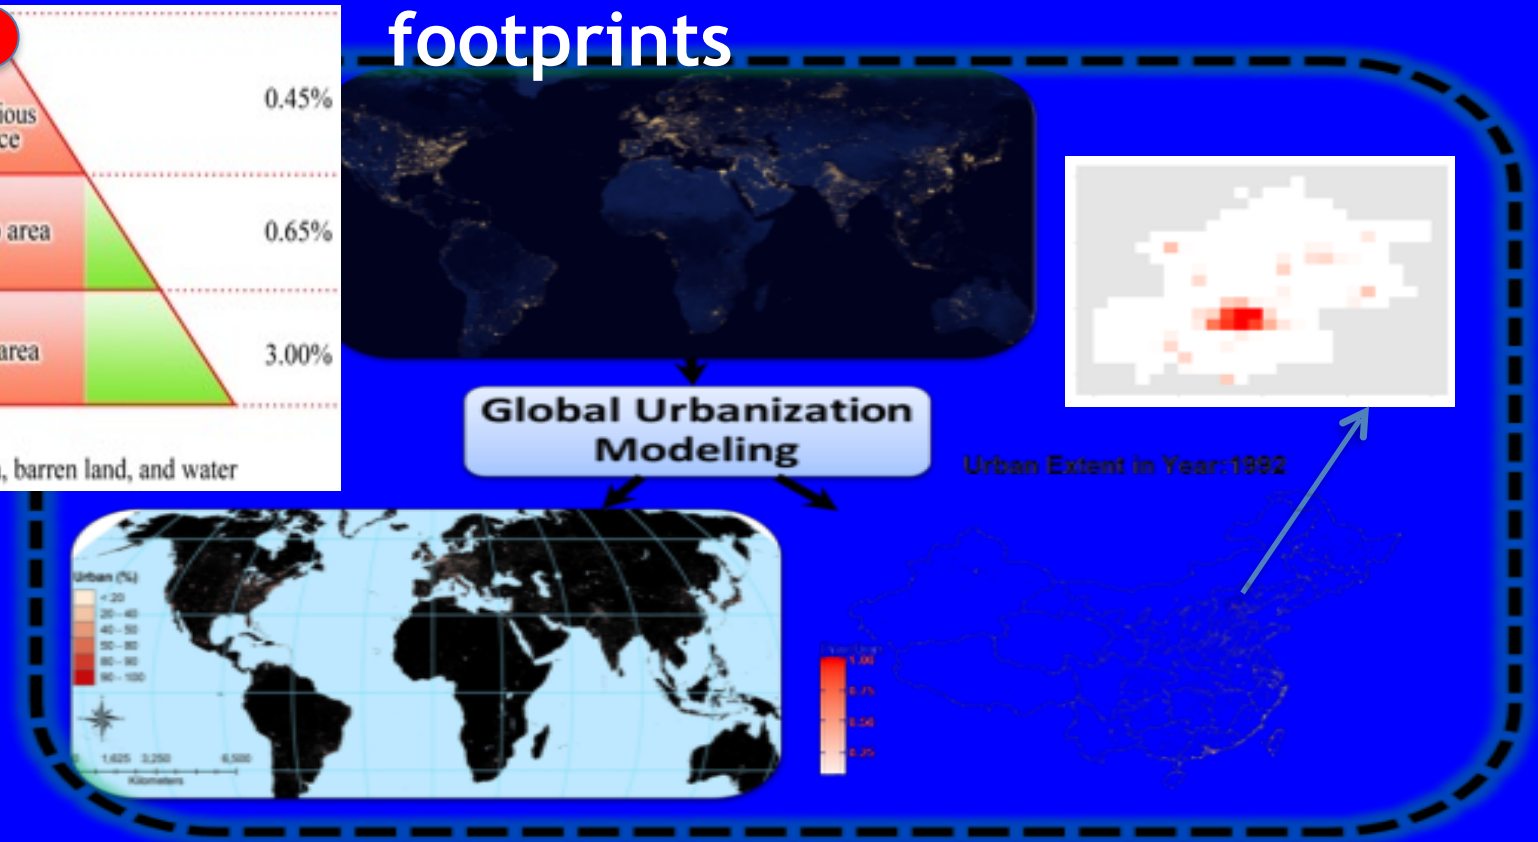 footprints
0.45%
ious
ce
area
0.65%
area
3.00%
, barren land, and water
Global Urbanization
Modeling
Urban Extent in Year:1992
Urban (%)
< 20
20 - 40
40 - 50
50 - 80
80 - 90
90 - 100
1,625 3,250 6,500
Kilometers
1.00
0.75
0.50
0.25